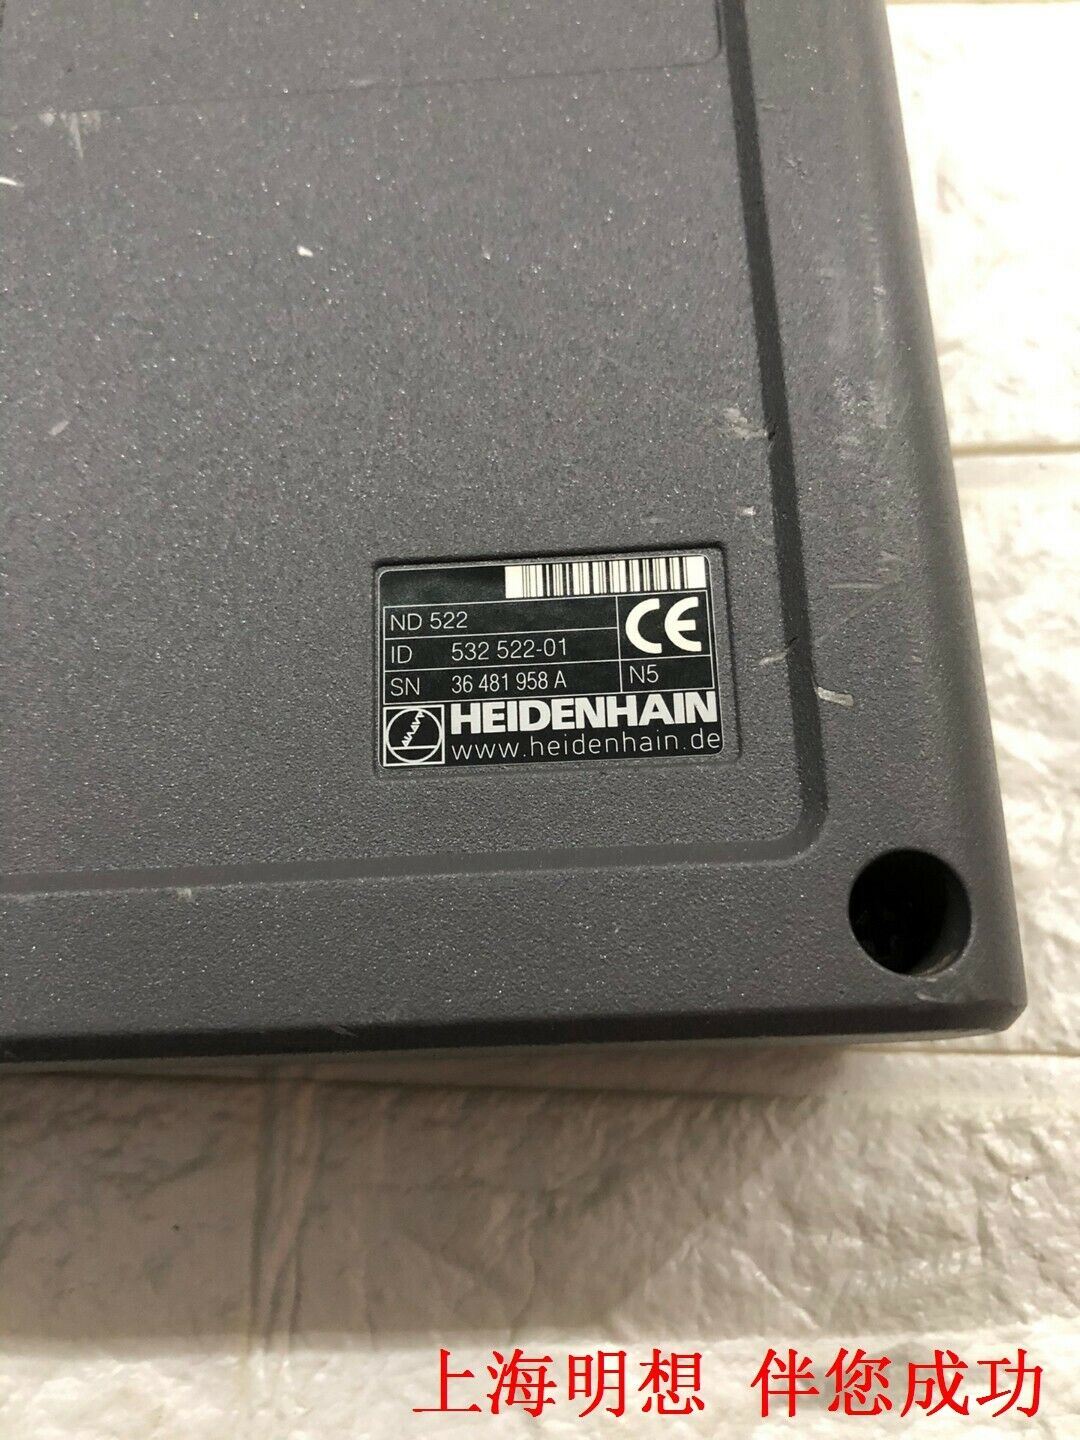 ND 522
ID 532 522-01
SN 36 481 958 A N5
CE
HEIDENHAIN
www.heidenhain.de
上海明想 伴您成功